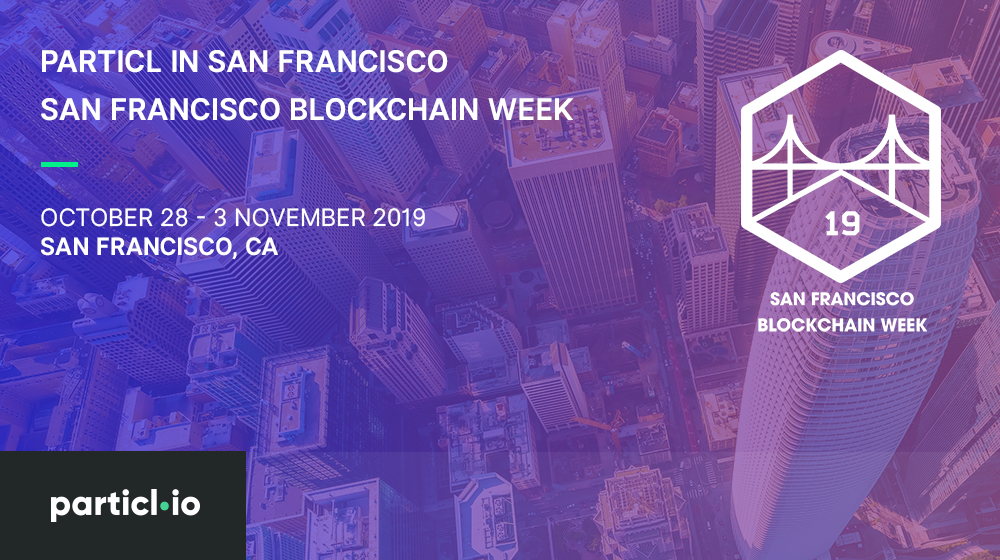 PARTICL IN SAN FRANCISCO
SAN FRANCISCO BLOCKCHAIN WEEK
OCTOBER 28 - 3 NOVEMBER 2019
SAN FRANCISCO, CA
19
SAN FRANCISCO
BLOCKCHAIN WEEK
particl.io